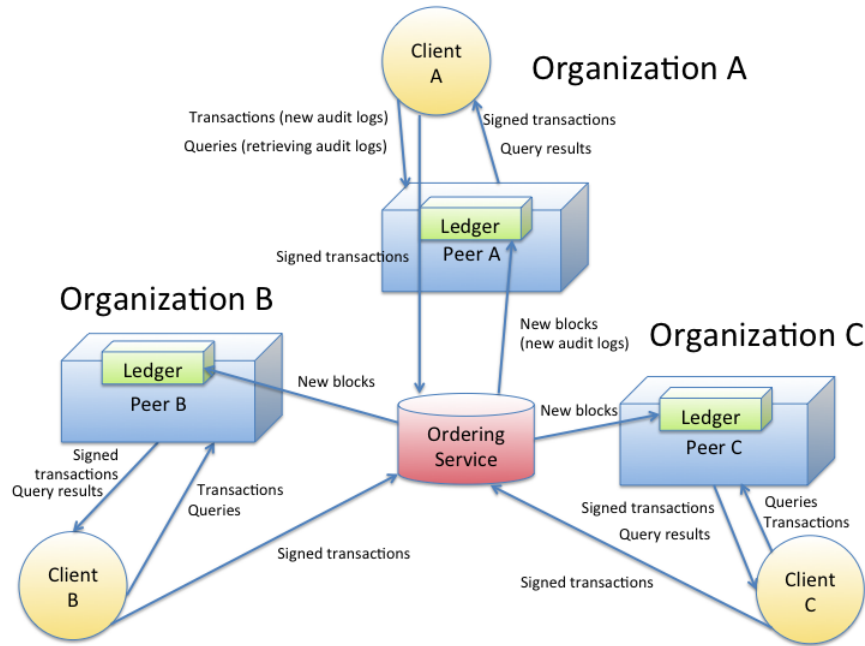 Client
A
Organization A
Transactions (new audit logs)
Queries (retrieving audit logs)
Signed transactions
Query results
Ledger
Peer A
Signed transactions
Organization B
New blocks
(new audit logs)
Organization C
Ledger
Peer B
New blocks
Ordering
Service
New blocks
Ledger
Peer C
Signed
transactions
Query results
Transactions
Queries
Signed transactions
Query results
Queries
Transactions
Signed transactions
Signed transactions
Client
B
Client
C